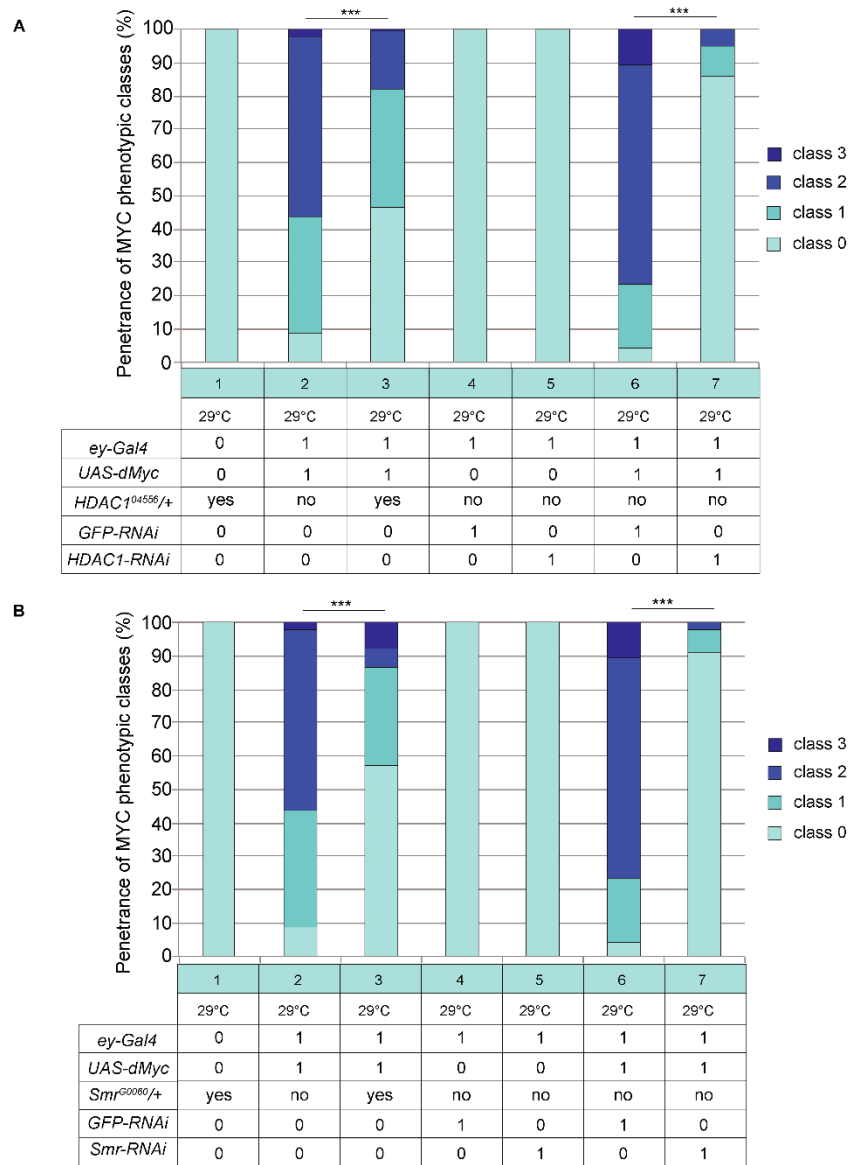 A
*** ***
Penetrance of MYC phenotypic classes (%)
100
90
80
70
60
50
40
30
20
10
0
class 3
class 2
class 1
class 0
1 2 3 4 5 6 7
29°C 29°C 29°C 29°C 29°C 29°C 29°C
ey-Gal4 0 1 1 1 1 1 1
UAS-dMyc 0 1 1 0 0 1 1
HDAC1⁰⁴⁵⁵⁶/+ yes no yes no no no no
GFP-RNAi 0 0 0 1 0 1 0
HDAC1-RNAi 0 0 0 0 1 0 1
B
*** ***
Penetrance of MYC phenotypic classes (%)
100
90
80
70
60
50
40
30
20
10
0
class 3
class 2
class 1
class 0
1 2 3 4 5 6 7
29°C 29°C 29°C 29°C 29°C 29°C 29°C
ey-Gal4 0 1 1 1 1 1 1
UAS-dMyc 0 1 1 0 0 1 1
Smrᴳ⁰⁰⁶⁰/+ yes no yes no no no no
GFP-RNAi 0 0 0 1 0 1 0
Smr-RNAi 0 0 0 0 1 0 1